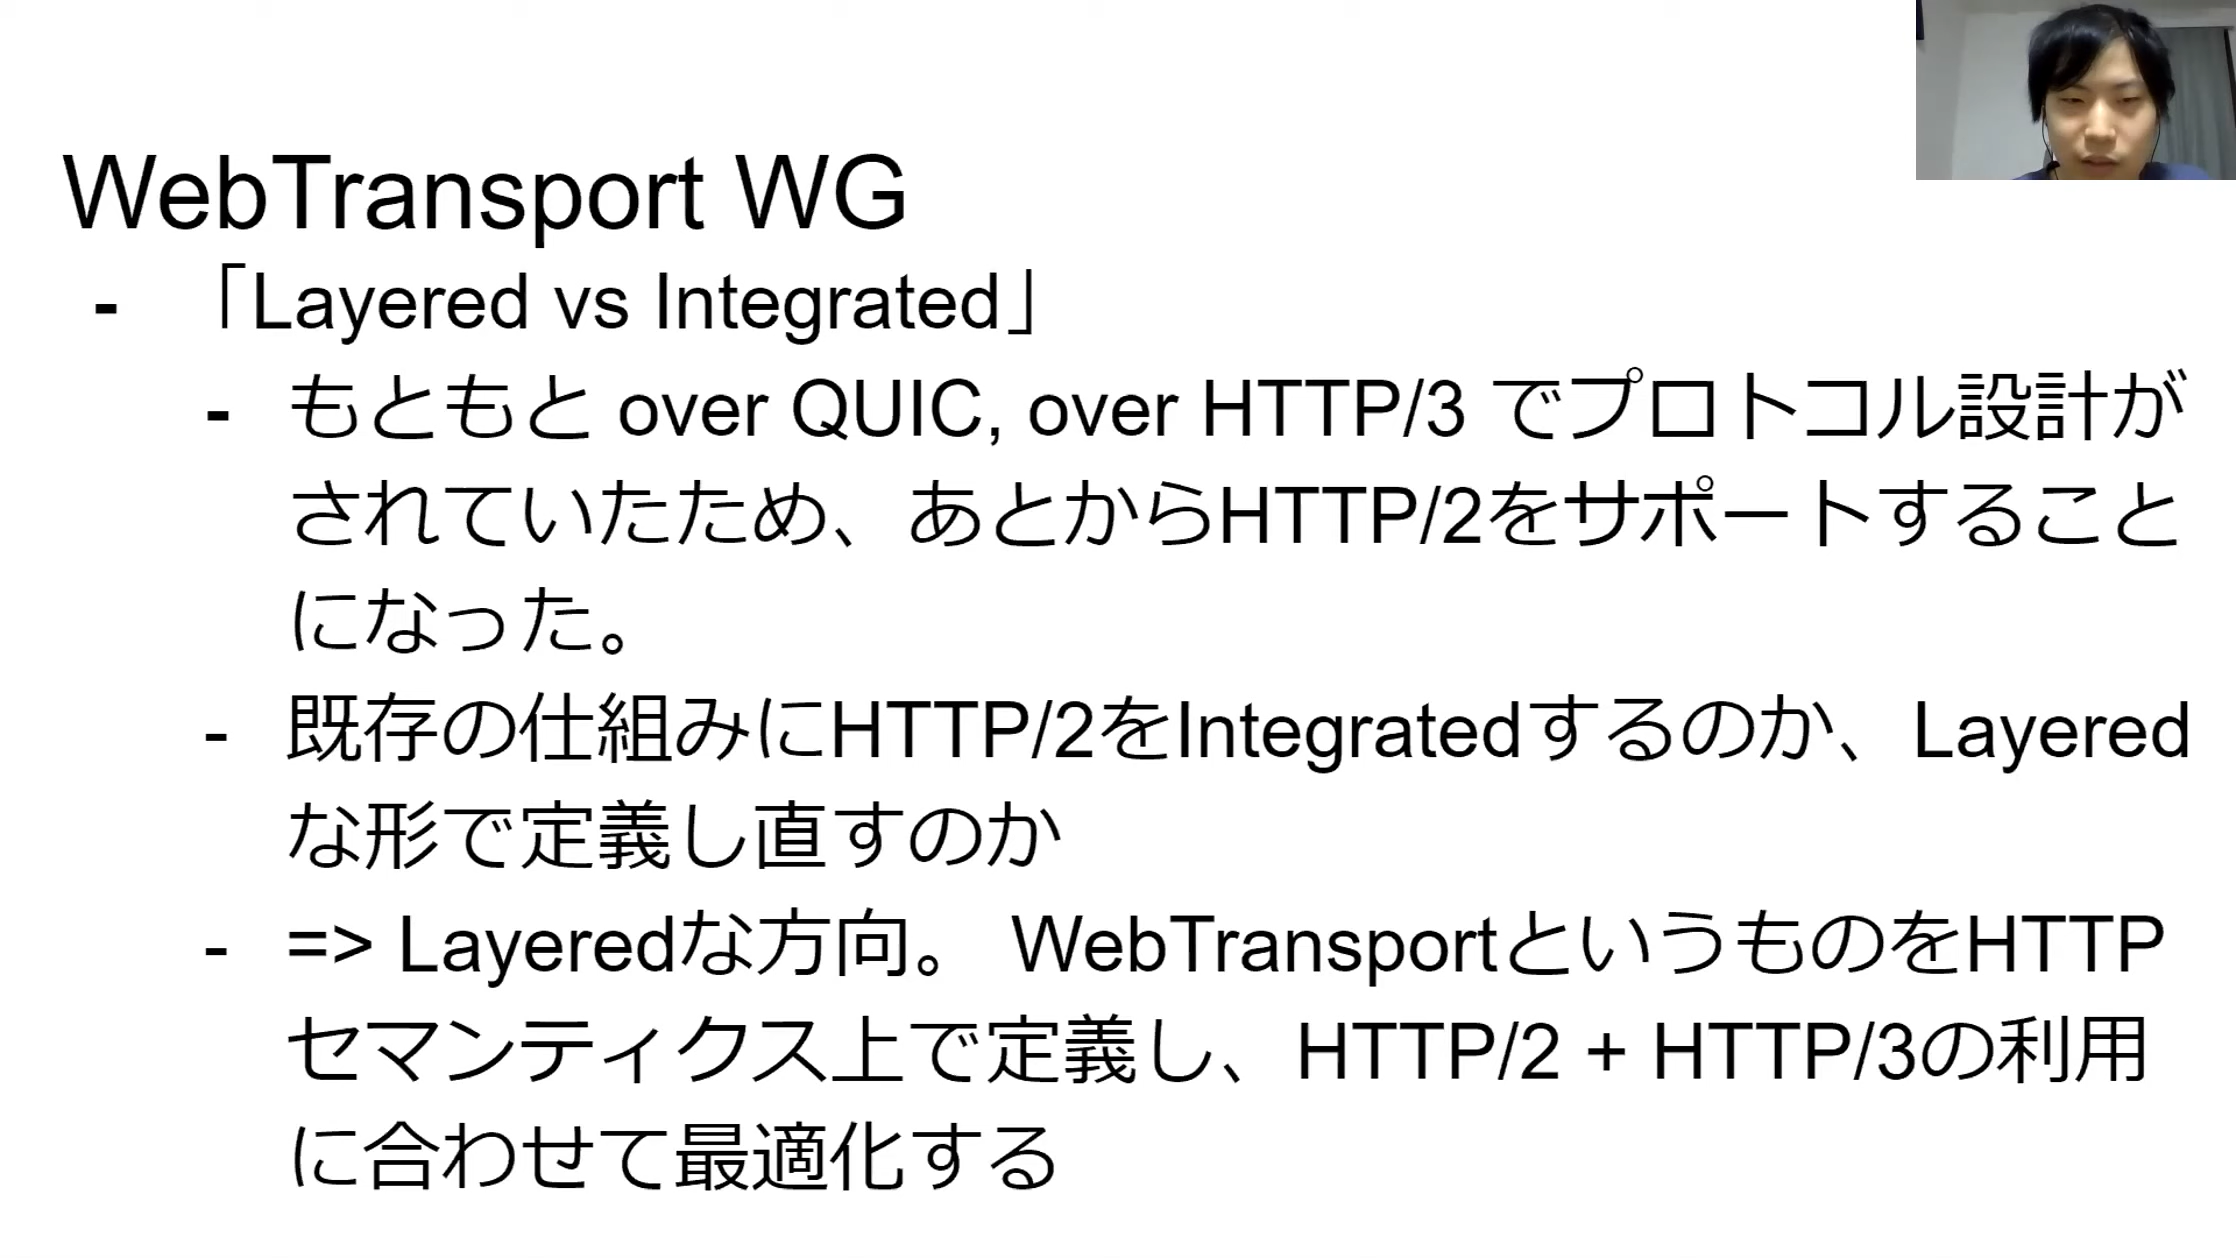 WebTransport WG
- 「Layered vs Integrated」
- もともと over QUIC, over HTTP/3 でプロトコル設計が
されていたため、あとからHTTP/2をサポートすること
になった。
- 既存の仕組みにHTTP/2をIntegratedするのか、Layered
な形で定義し直すのか
- => Layeredな方向。 WebTransportというものをHTTP
セマンティクス上で定義し、HTTP/2 + HTTP/3の利用
に合わせて最適化する